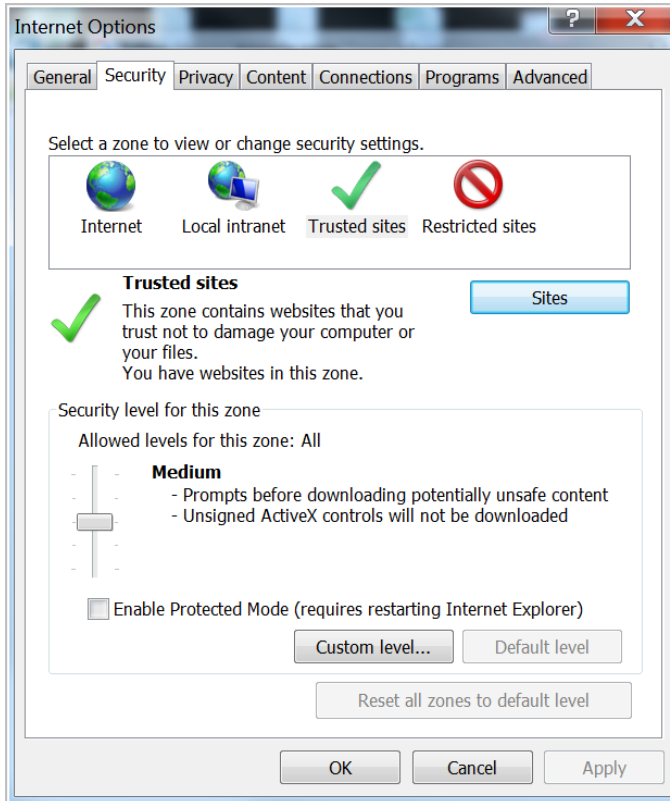 Internet Options
? X
General Security Privacy Content Connections Programs Advanced
Select a zone to view or change security settings.
Internet Local intranet Trusted sites Restricted sites
Trusted sites
Sites
This zone contains websites that you
trust not to damage your computer or
your files.
You have websites in this zone.
Security level for this zone
Allowed levels for this zone: All
Medium
- Prompts before downloading potentially unsafe content
- Unsigned ActiveX controls will not be downloaded
Enable Protected Mode (requires restarting Internet Explorer)
Custom level... Default level
Reset all zones to default level
OK Cancel Apply